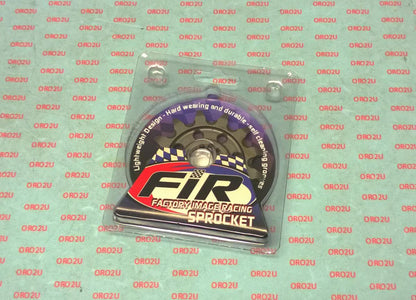 Lightweight Design - Hard wearing and durable - self cleaning grooves
FIR
FACTORY IMAGE RACING
SPROCKET
ORO2U